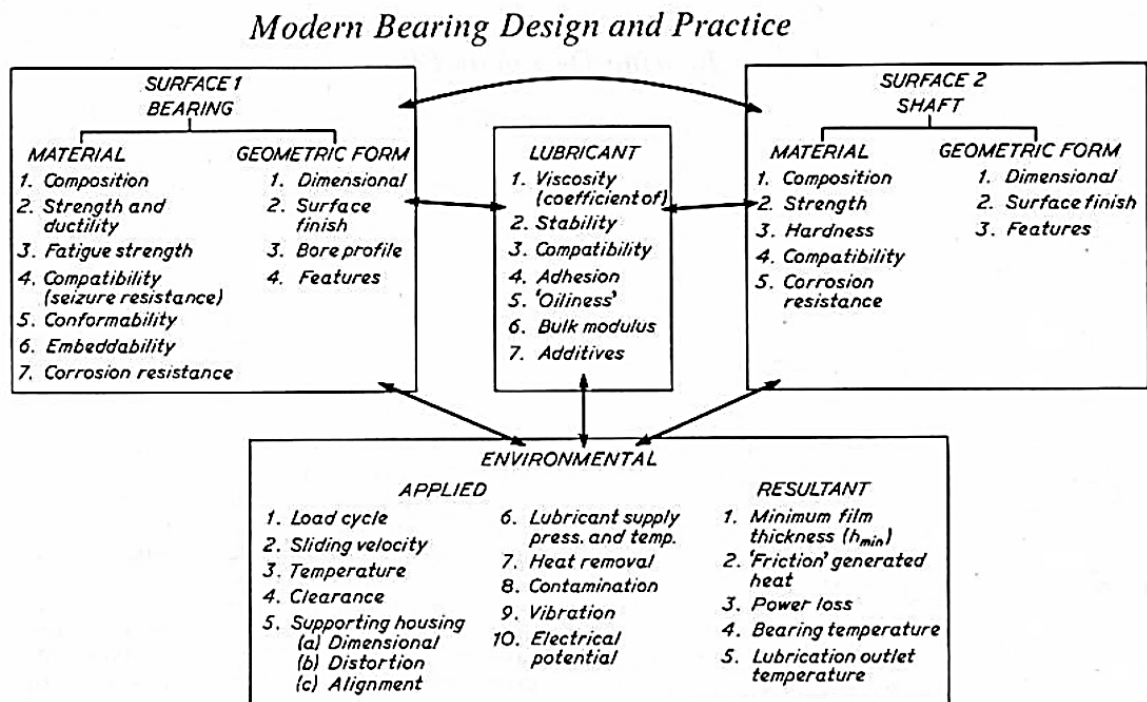 Modern Bearing Design and Practice
SURFACE 1
BEARING
MATERIAL
1. Composition
2. Strength and
ductility
3. Fatigue strength
4. Compatibility
(seizure resistance)
5. Conformability
6. Embeddability
7. Corrosion resistance
GEOMETRIC FORM
1. Dimensional
2. Surface
finish
3. Bore profile
4. Features
LUBRICANT
1. Viscosity
(coefficient of)
2. Stability
3. Compatibility
4. Adhesion
5. 'Oiliness'
6. Bulk modulus
7. Additives
SURFACE 2
SHAFT
MATERIAL
1. Composition
2. Strength
3. Hardness
4. Compatibility
5. Corrosion
resistance
GEOMETRIC FORM
1. Dimensional
2. Surface finish
3. Features
ENVIRONMENTAL
APPLIED
1. Load cycle
2. Sliding velocity
3. Temperature
4. Clearance
5. Supporting housing
(a) Dimensional
(b) Distortion
(c) Alignment
6. Lubricant supply
press. and temp.
7. Heat removal
8. Contamination
9. Vibration
10. Electrical
potential
RESULTANT
1. Minimum film
thickness (hmin)
2. 'Friction' generated
heat
3. Power loss
4. Bearing temperature
5. Lubrication outlet
temperature